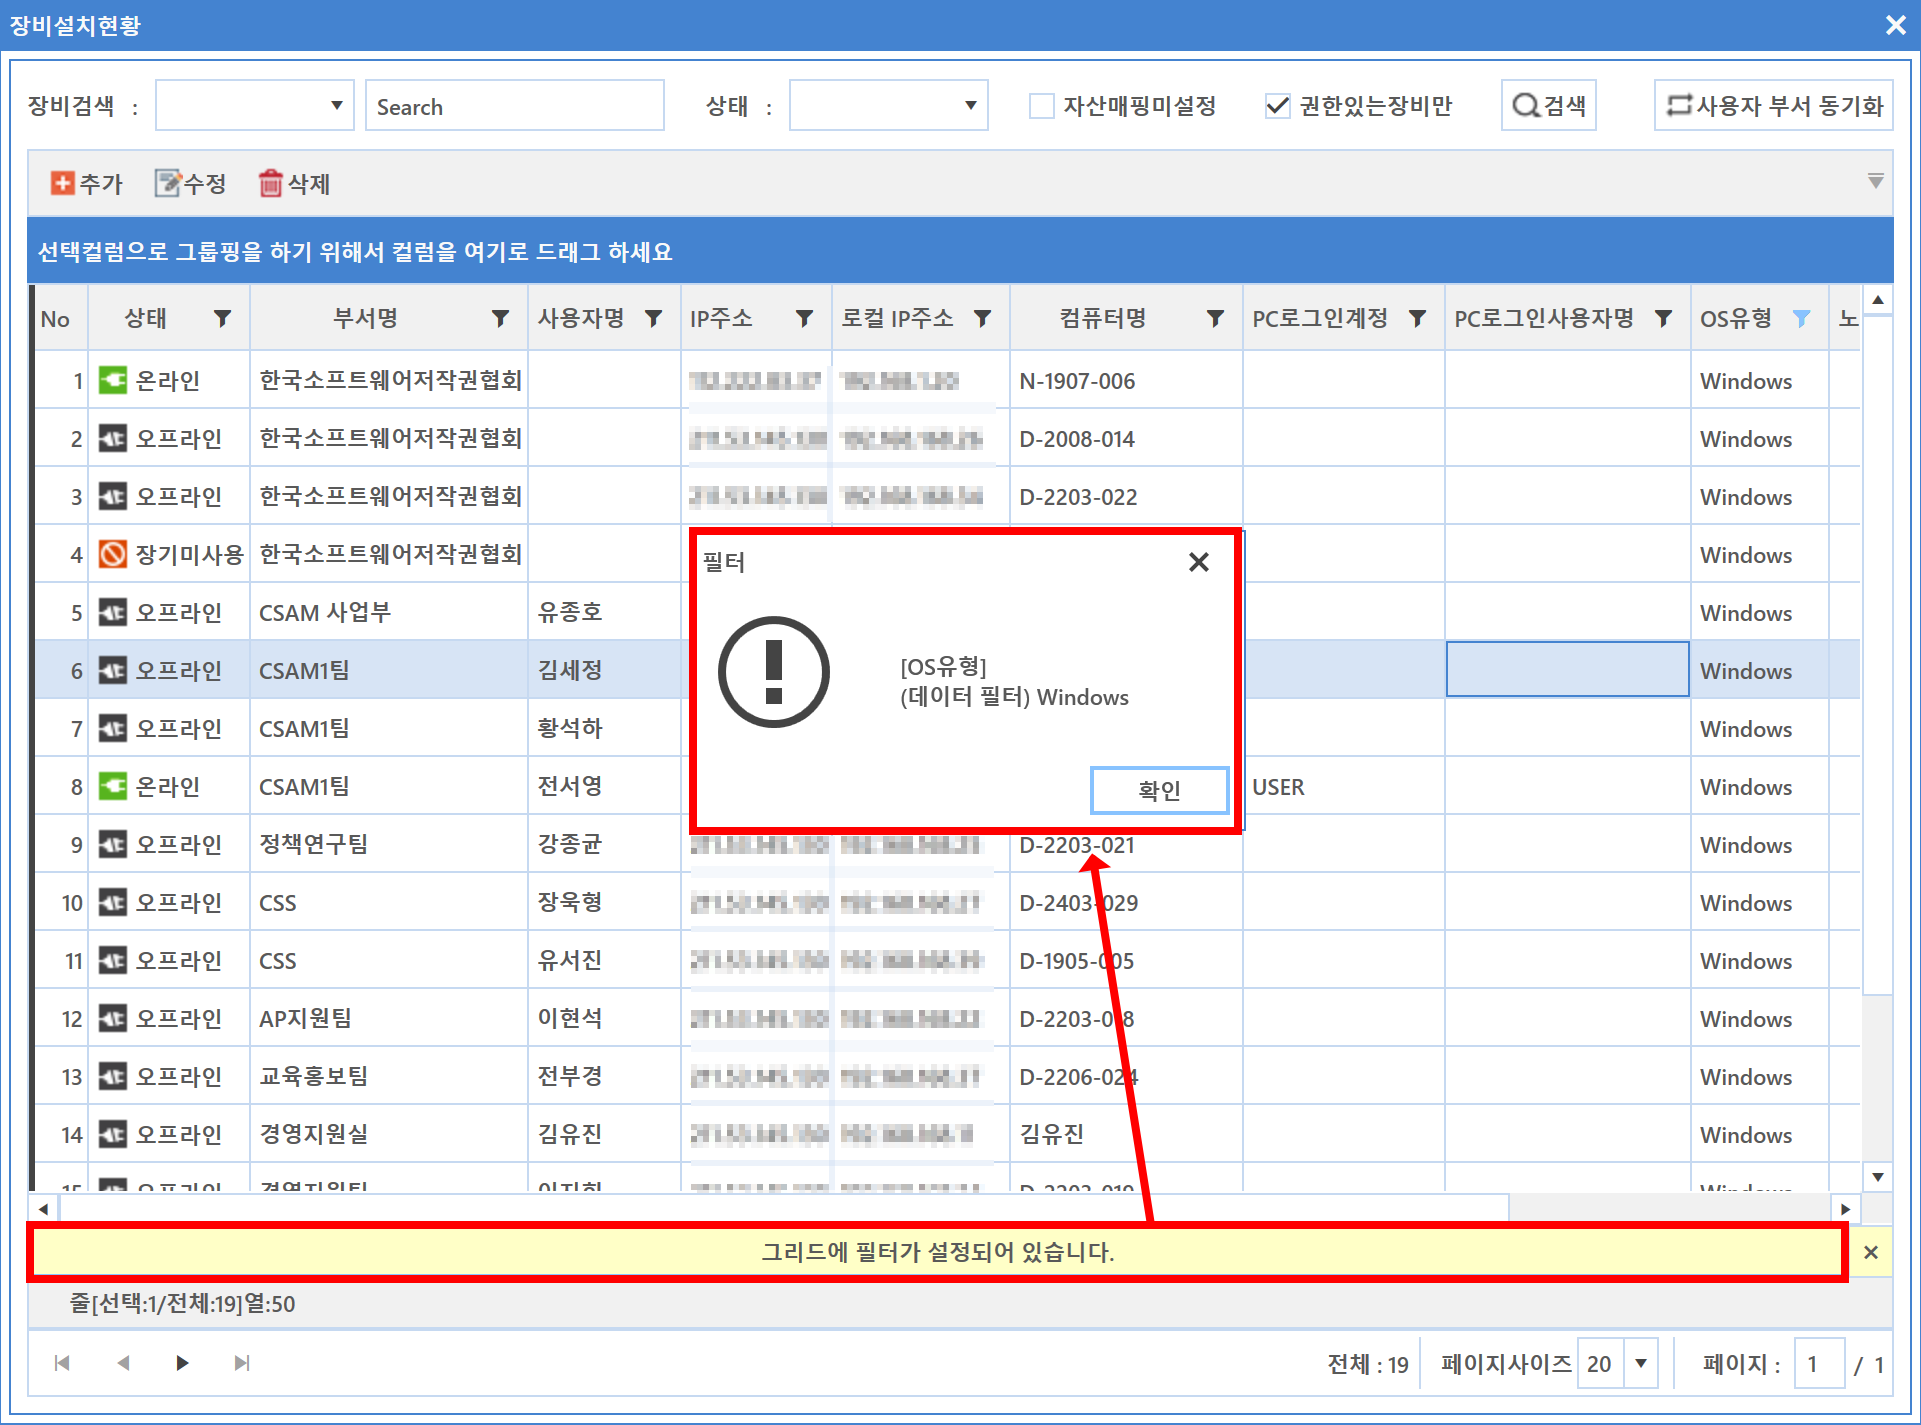 장비설치현황
장비검색 : Search 상태 : 자산매핑미설정 권한있는장비만 검색 사용자 부서 동기화
추가 수정 삭제
선택컬럼으로 그룹핑을 하기 위해서 컬럼을 여기로 드래그 하세요
No 상태 부서명 사용자명 IP주소 로컬 IP주소 컴퓨터명 PC로그인계정 PC로그인사용자명 OS유형 노
1 온라인 한국소프트웨어저작권협회 N-1907-006 Windows
2 오프라인 한국소프트웨어저작권협회 D-2008-014 Windows
3 오프라인 한국소프트웨어저작권협회 D-2203-022 Windows
4 장기미사용 한국소프트웨어저작권협회 Windows
5 오프라인 CSAM 사업부 유종호 Windows
6 오프라인 CSAM1팀 김세정 Windows
7 오프라인 CSAM1팀 황석하 Windows
8 온라인 CSAM1팀 전서영 USER Windows
필터
[OS유형]
(데이터 필터) Windows
확인
9 오프라인 정책연구팀 강종균 D-2203-021 Windows
10 오프라인 CSS 장욱형 D-2403-029 Windows
11 오프라인 CSS 유서진 D-1905-005 Windows
12 오프라인 AP지원팀 이현석 D-2203-018 Windows
13 오프라인 교육홍보팀 전부경 D-2206-024 Windows
14 오프라인 경영지원실 김유진 김유진 Windows
15 오프라인 경영지원팀 Windows
그리드에 필터가 설정되어 있습니다.
줄[선택:1/전체:19]열:50
전체 : 19 페이지사이즈 20 페이지 : 1 / 1